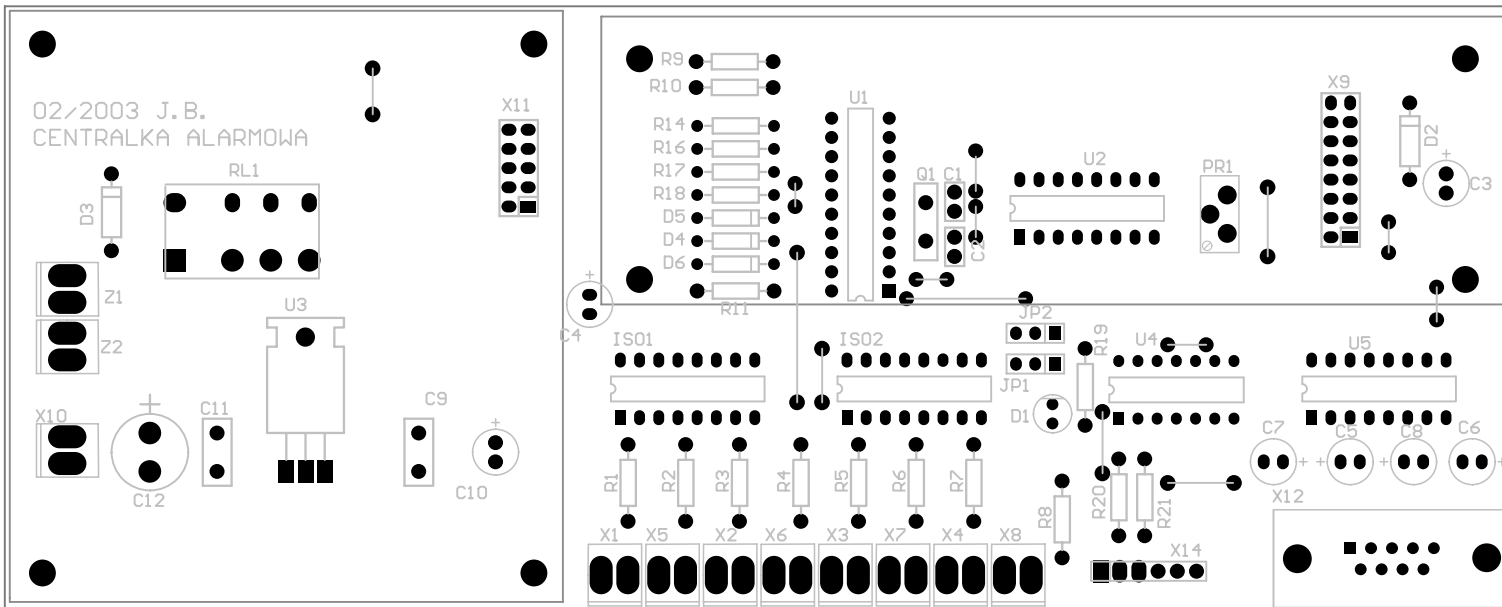 02/2003 J.B.
CENTRALKA ALARMOWA
X11
RL1
D3
Z1
Z2
U3
X10
C12
C11
C9
C10
R9
R10
R14
R16
R17
R18
D5
D4
D6
R11
U1
Q1
C1
C2
U2
PR1
X9
D2
C3
C4
ISO1
ISO2
JP2
JP1
D1
R19
U4
U5
R1
R2
R3
R4
R5
R6
R7
R8
R20
R21
C7
C5
C8
C6
X12
X1
X5
X2
X6
X3
X7
X4
X8
X14